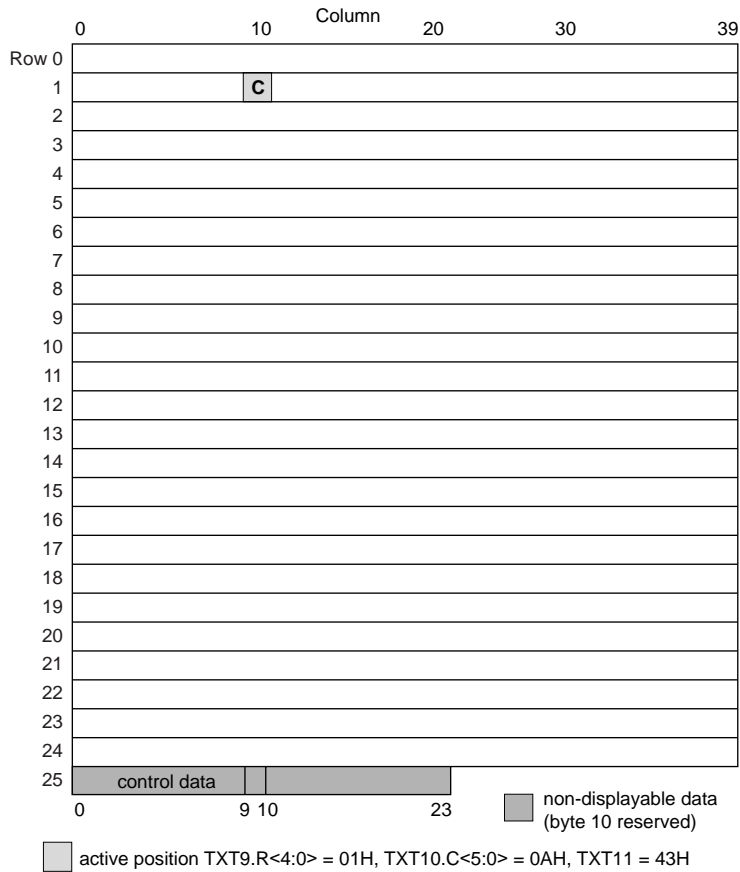 Column
0 10 20 30 39
Row 0
1 C
2
3
4
5
6
7
8
9
10
11
12
13
14
15
16
17
18
19
20
21
22
23
24
25 control data
0 9 10 23
non-displayable data
(byte 10 reserved)
active position TXT9.R<4:0> = 01H, TXT10.C<5:0> = 0AH, TXT11 = 43H